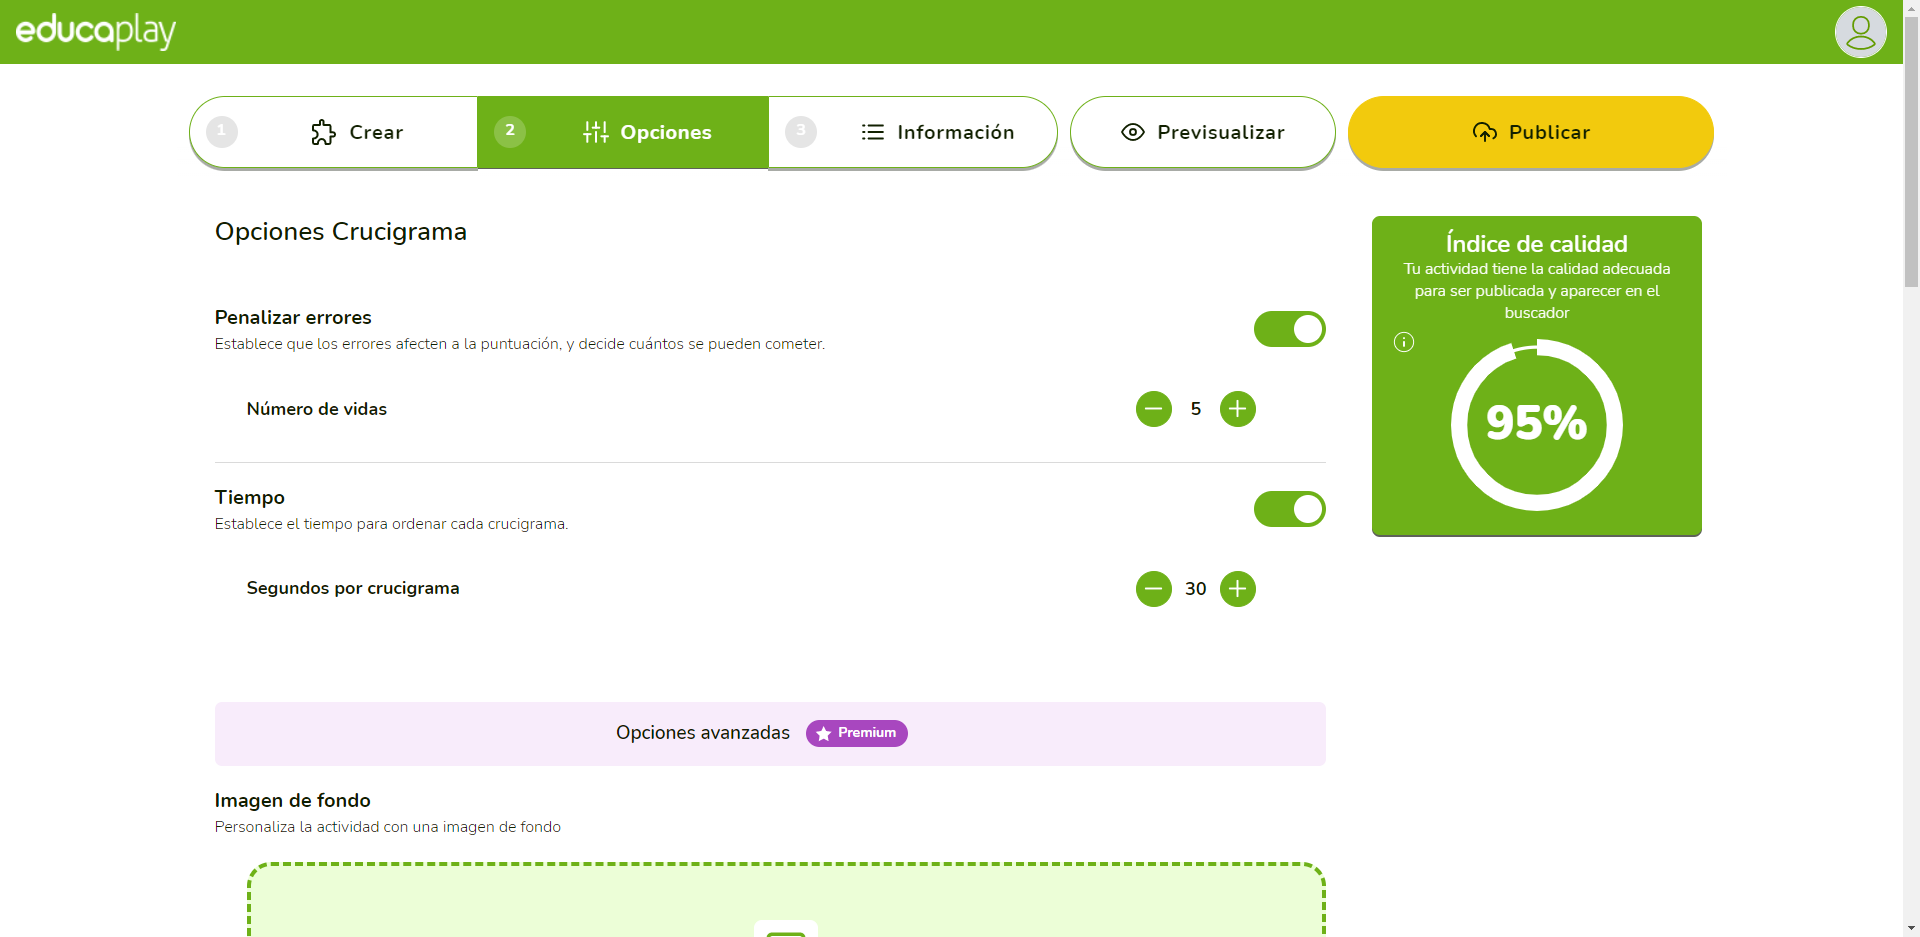 educaplay
1 Crear
2 Opciones
3 Información
Previsualizar
Publicar
Opciones Crucigrama
Penalizar errores
Establece que los errores afecten a la puntuación, y decide cuántos se pueden cometer.
Número de vidas
5
Tiempo
Establece el tiempo para ordenar cada crucigrama.
Segundos por crucigrama
30
Opciones avanzadas
Premium
Imagen de fondo
Personaliza la actividad con una imagen de fondo
Índice de calidad
Tu actividad tiene la calidad adecuada
para ser publicada y aparecer en el
buscador
95%